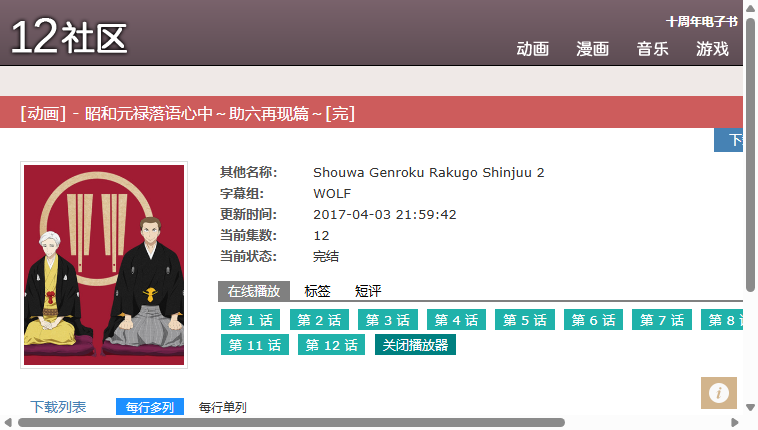 12社区
十周年电子书
动画 漫画 音乐 游戏
[动画] - 昭和元禄落语心中～助六再现篇～[完]
下
其他名称: Shouwa Genroku Rakugo Shinjuu 2
字幕组: WOLF
更新时间: 2017-04-03 21:59:42
当前集数: 12
当前状态: 完结
在线播放 标签 短评
第 1 话 第 2 话 第 3 话 第 4 话 第 5 话 第 6 话 第 7 话 第 8
第 11 话 第 12 话 关闭播放器
下载列表 每行多列 每行单列